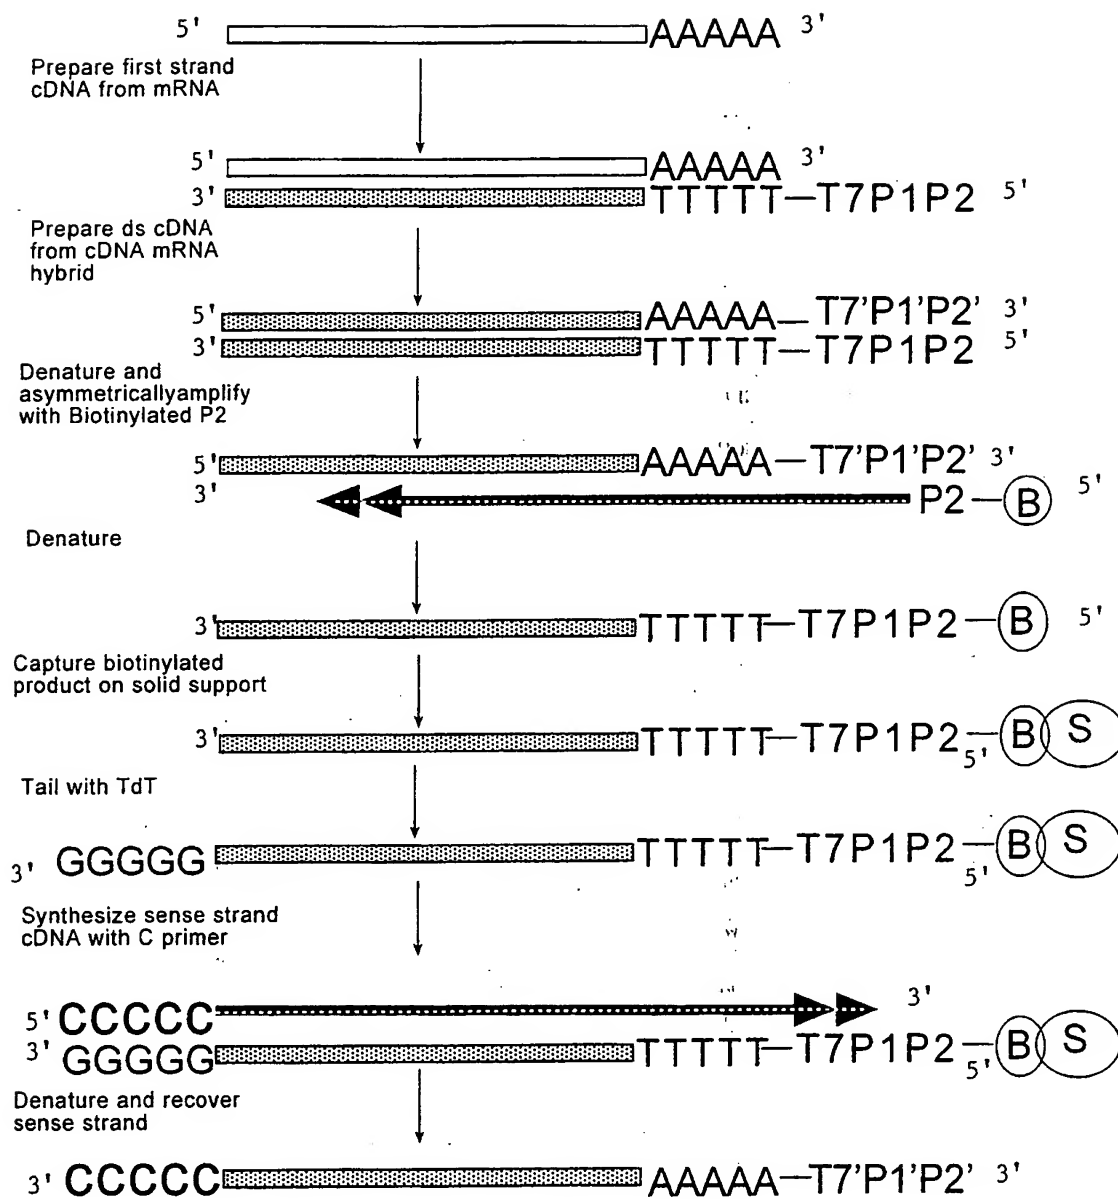 5' AAAAA 3'
Prepare first strand
cDNA from mRNA
5' AAAAA 3'
3' TTTTT—T7P1P2 5'
Prepare ds cDNA
from cDNA mRNA
hybrid
5' AAAAA—T7'P1'P2' 3'
3' TTTTT—T7P1P2 5'
Denature and
asymmetricallyamplify
with Biotinylated P2
5' AAAAA—T7'P1'P2' 3'
3' P2—B 5'
Denature
3' TTTTT—T7P1P2—B 5'
Capture biotinylated
product on solid support
3' TTTTT—T7P1P2—B S
5'
Tail with TdT
3' GGGGG TTTTT—T7P1P2—B S
5'
Synthesize sense strand
cDNA with C primer
5' CCCCC 3'
3' GGGGG TTTTT—T7P1P2—B S
5'
Denature and recover
sense strand
3' CCCCC AAAAA—T7'P1'P2' 3'